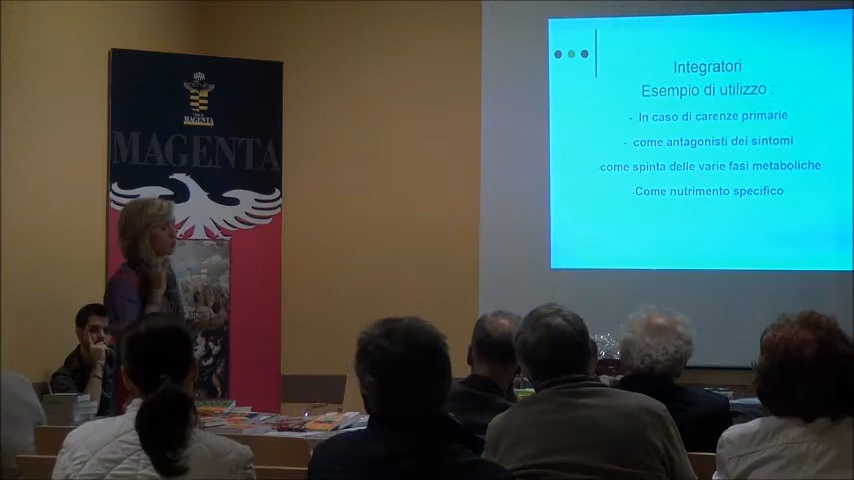 MAGENTA
MAGENTA
Integratori
Esempio di utilizzo :
- In caso di carenze primarie
- come antagonisti dei sintomi
come spinta delle varie fasi metaboliche
-Come nutrimento specifico